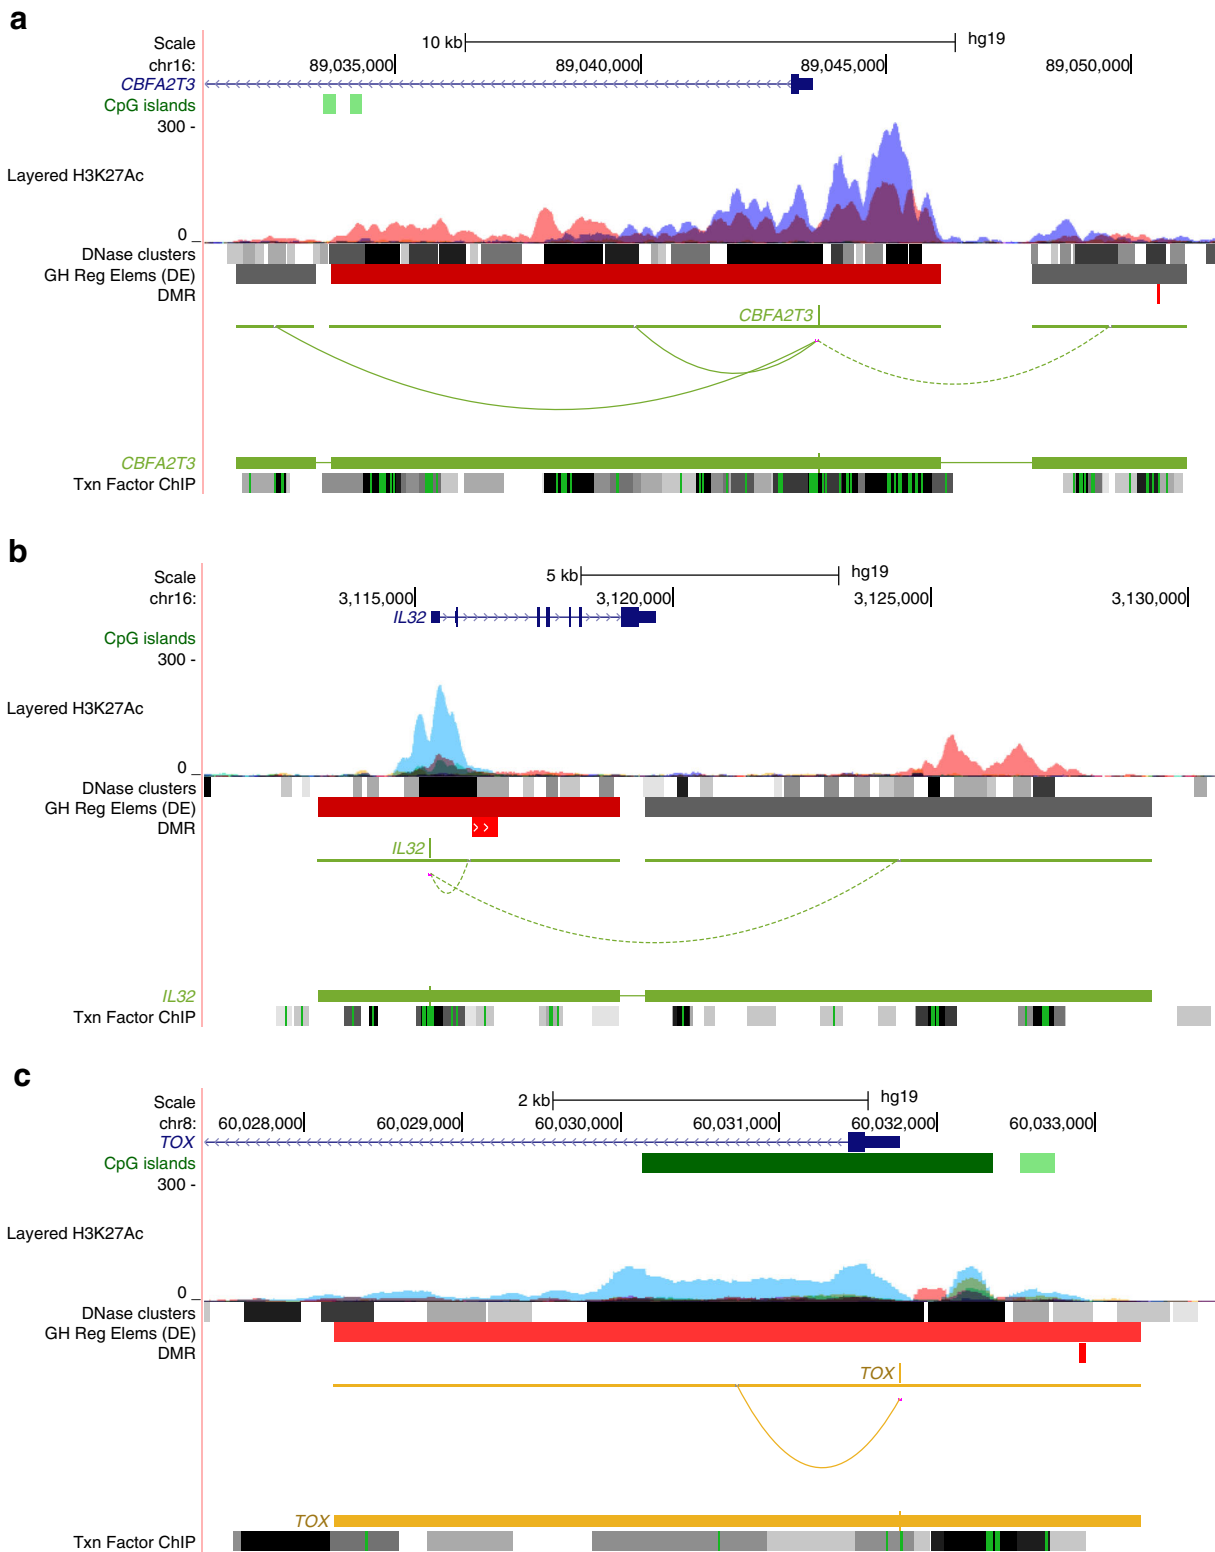 a
Scale 10 kb hg19
chr16: 89,035,000 89,040,000 89,045,000 89,050,000
CBFA2T3
CpG islands
300 -
Layered H3K27Ac
0 _
DNase clusters
GH Reg Elems (DE)
DMR
CBFA2T3
CBFA2T3
Txn Factor ChIP
b
Scale 5 kb hg19
chr16: 3,115,000 3,120,000 3,125,000 3,130,000
IL32
CpG islands
300 -
Layered H3K27Ac
0 _
DNase clusters
GH Reg Elems (DE)
DMR
IL32
IL32
Txn Factor ChIP
c
Scale 2 kb hg19
chr8: 60,028,000 60,029,000 60,030,000 60,031,000 60,032,000 60,033,000
TOX
CpG islands
300 -
Layered H3K27Ac
0 _
DNase clusters
GH Reg Elems (DE)
DMR
TOX
TOX
Txn Factor ChIP